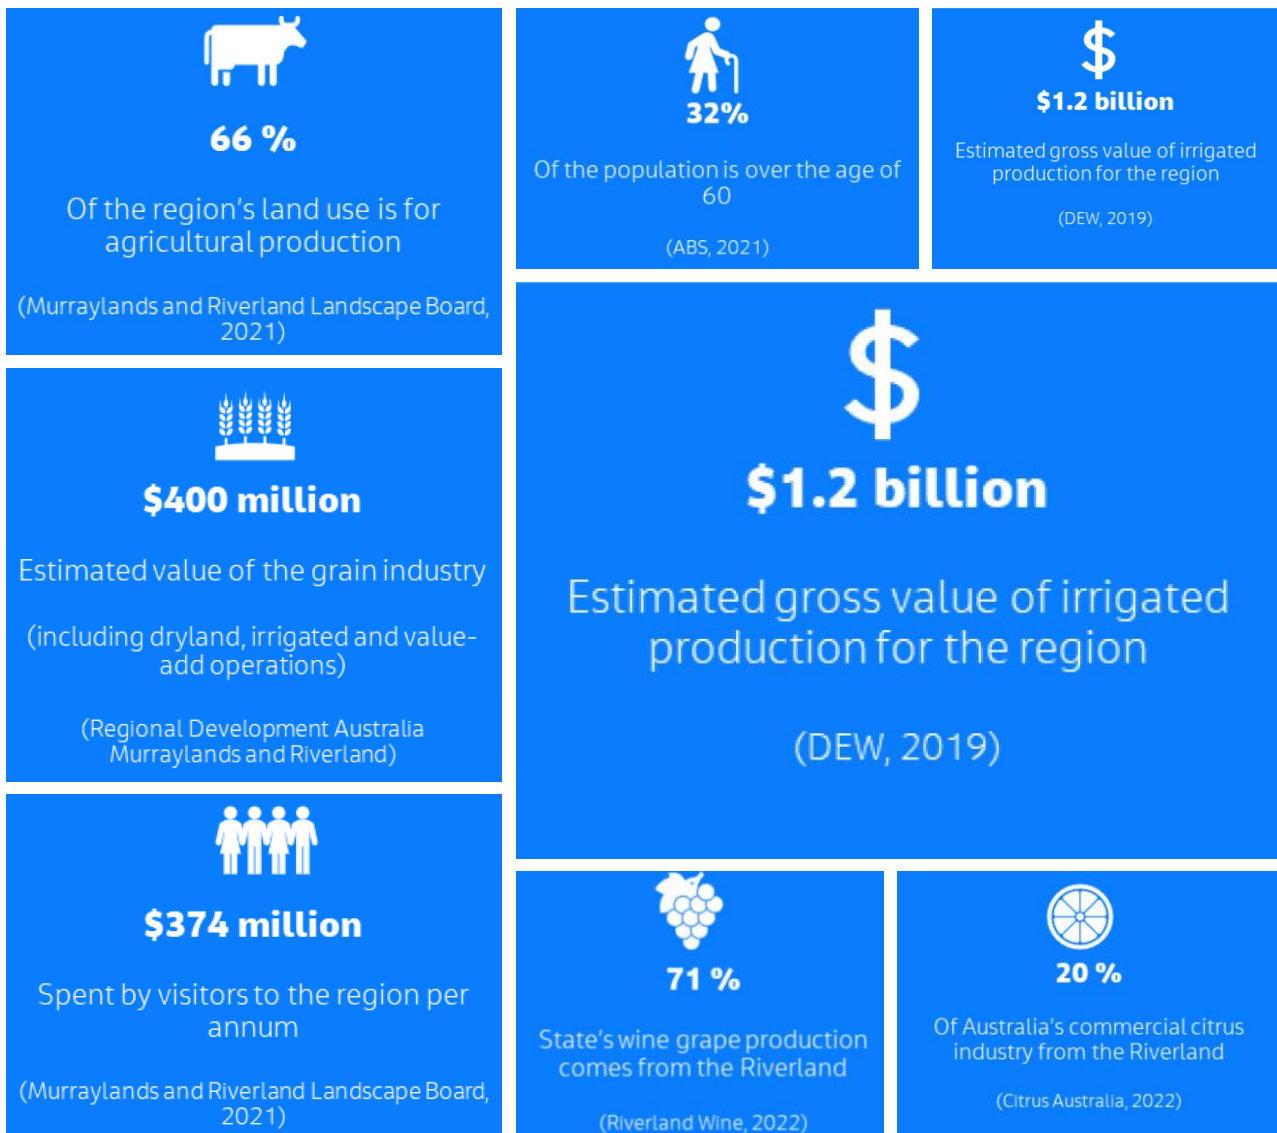 66 %
Of the region's land use is for
agricultural production
(Murraylands and Riverland Landscape Board,
2021)
32%
Of the population is over the age of
60
(ABS, 2021)
$1.2 billion
Estimated gross value of irrigated
production for the region
(DEW, 2019)
$400 million
Estimated value of the grain industry
(including dryland, irrigated and value-
add operations)
(Regional Development Australia
Murraylands and Riverland)
$
$1.2 billion
Estimated gross value of irrigated
production for the region
(DEW, 2019)
$374 million
Spent by visitors to the region per
annum
(Murraylands and Riverland Landscape Board,
2021)
71 %
State's wine grape production
comes from the Riverland
(Riverland Wine, 2022)
20 %
Of Australia's commercial citrus
industry from the Riverland
(Citrus Australia, 2022)